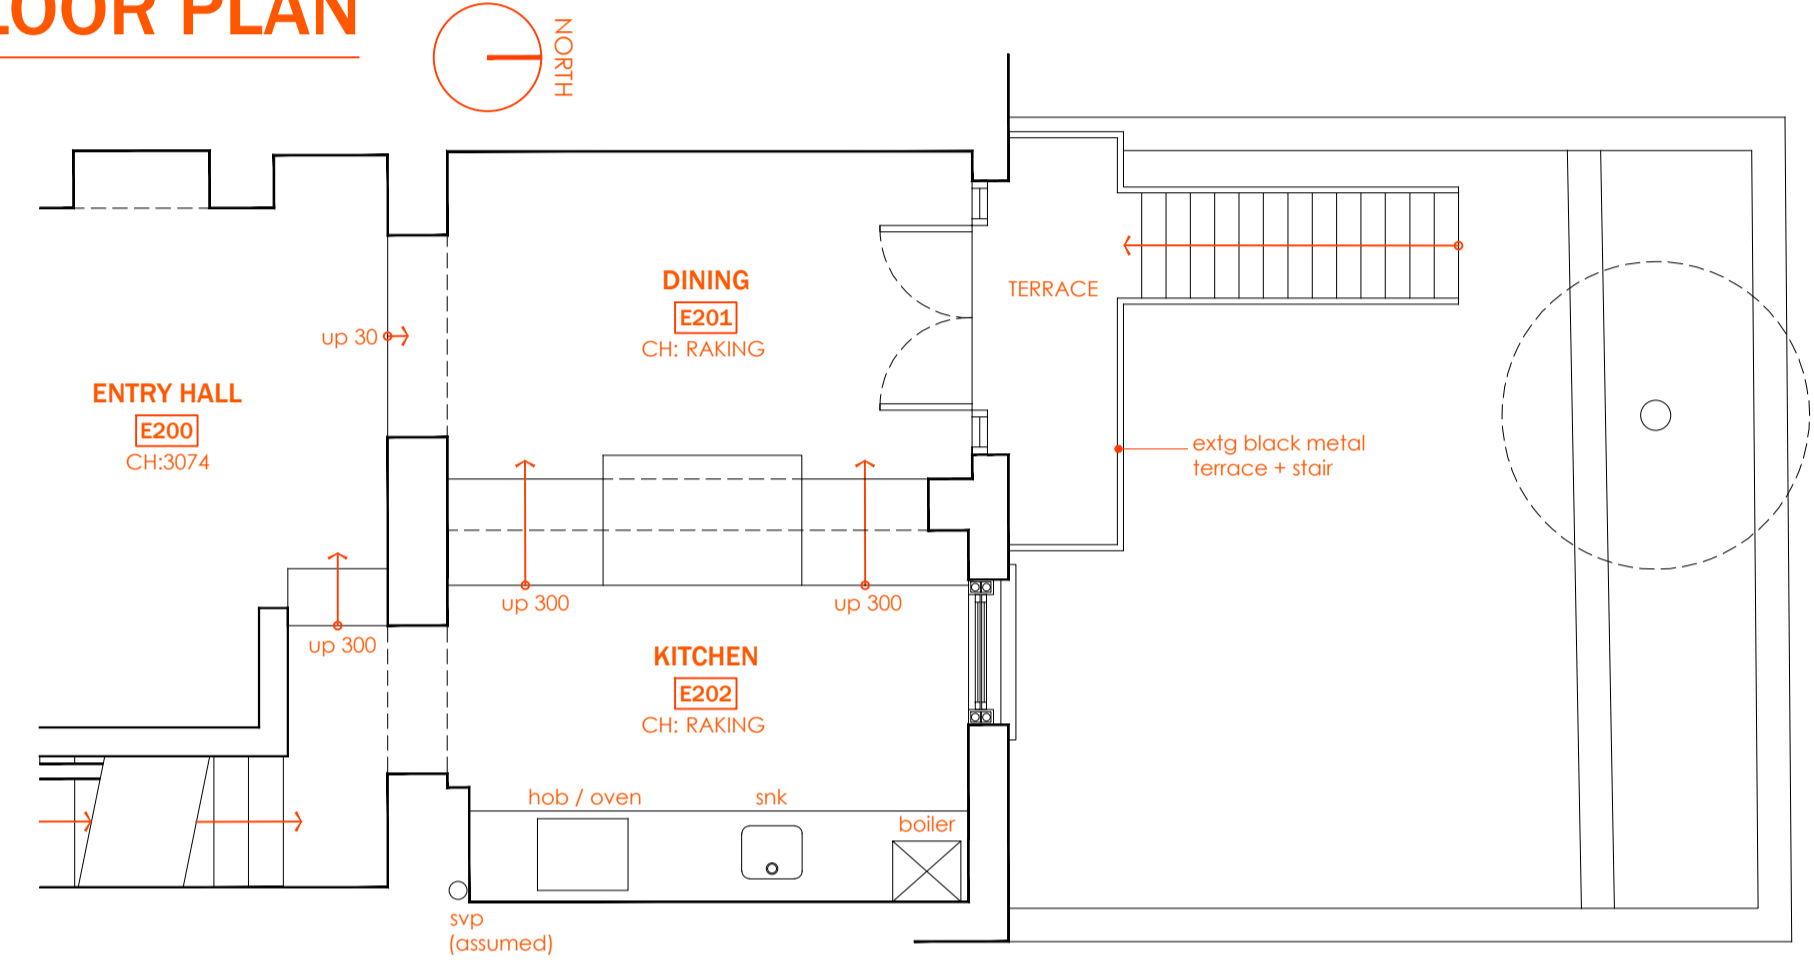 LOOR PLAN
NORTH
DINING
E201
CH: RAKING
TERRACE
up 30
ENTRY HALL
E200
CH:3074
extg black metal
terrace + stair
up 300
up 300
up 300
KITCHEN
E202
CH: RAKING
hob / oven
snk
boiler
svp
(assumed)